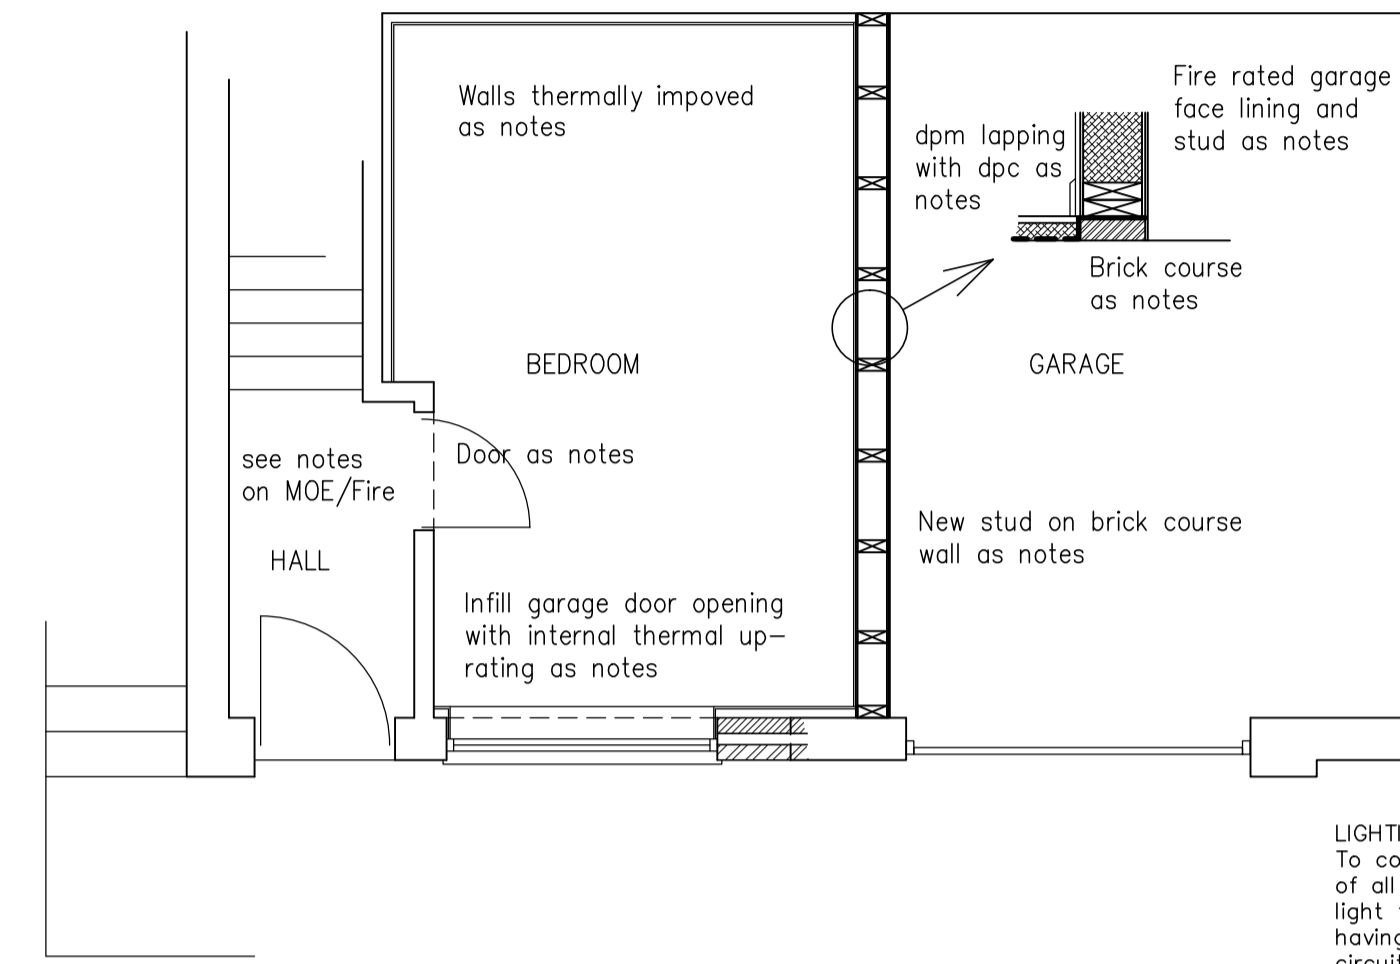 Walls thermally impoved
as notes
Fire rated garage
face lining and
stud as notes
dpm lapping
with dpc as
notes
Brick course
as notes
BEDROOM
GARAGE
Door as notes
see notes
on MOE/Fire
HALL
New stud on brick course
wall as notes
Infill garage door opening
with internal thermal up-
rating as notes
To
of all
light
having